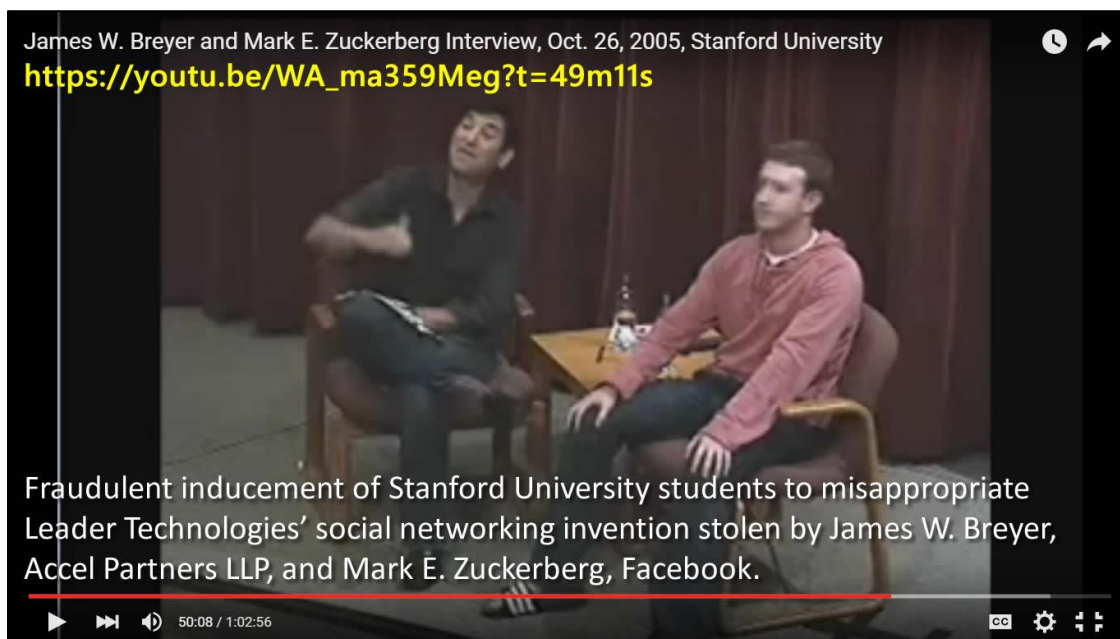 James W. Breyer and Mark E. Zuckerberg Interview, Oct. 26, 2005, Stanford University
https://youtu.be/WA_ma359Meg?t=49m11s
Fraudulent inducement of Stanford University students to misappropriate
Leader Technologies’ social networking invention stolen by James W. Breyer,
Accel Partners LLP, and Mark E. Zuckerberg, Facebook.
50:08 / 1:02:56
CC